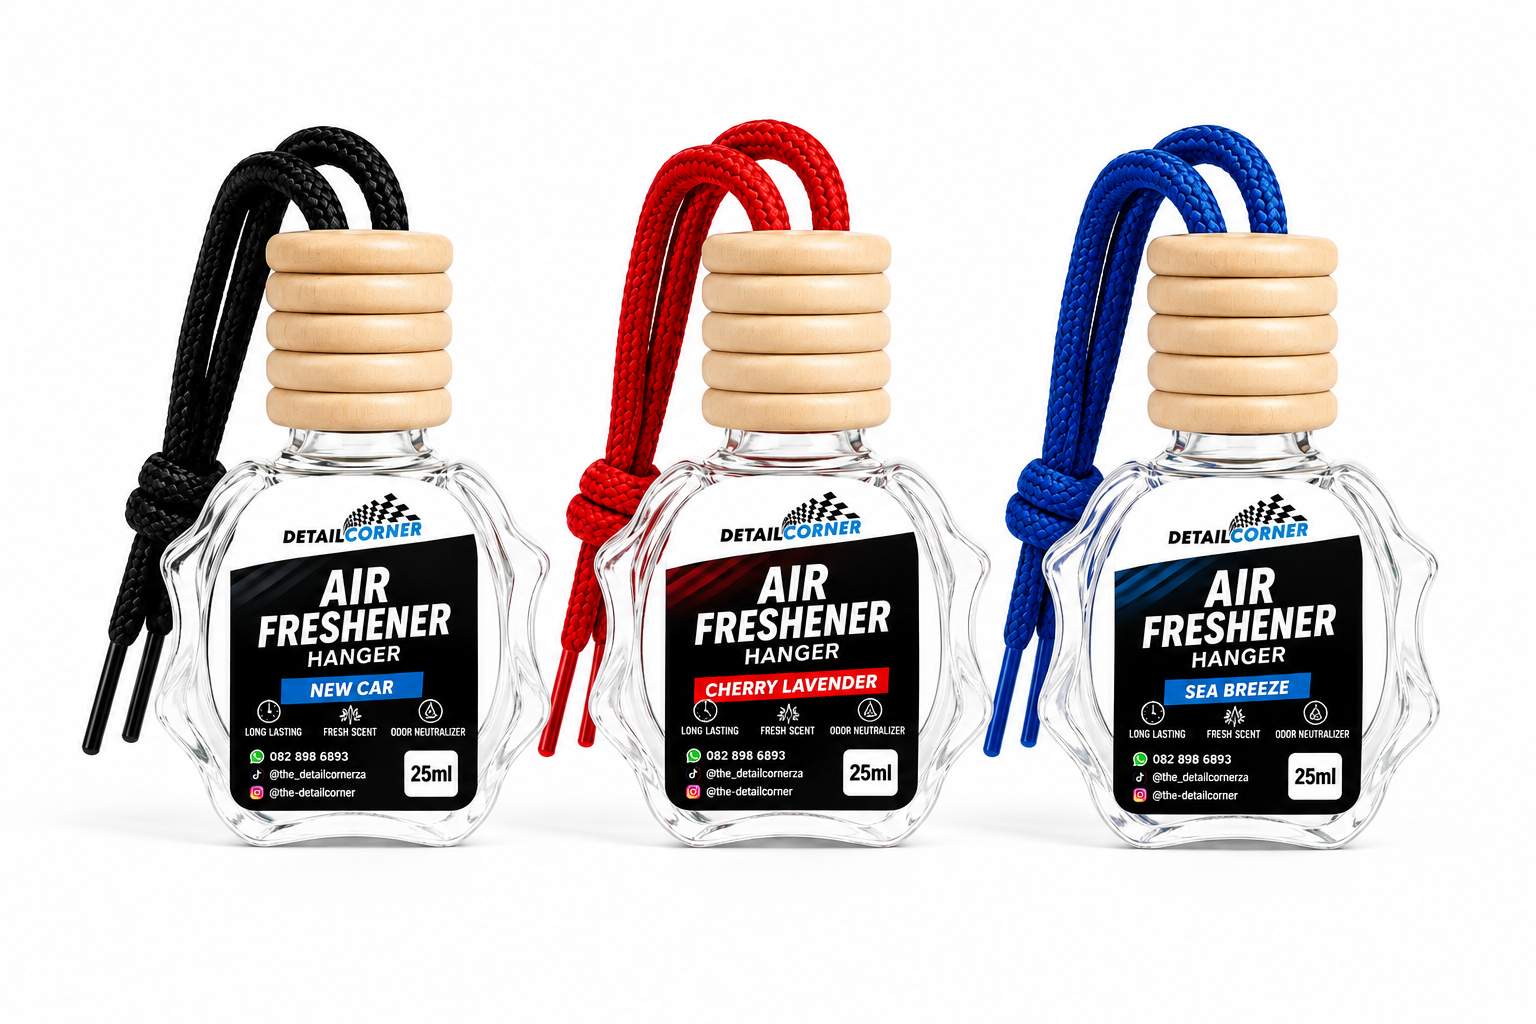 DETAILCORNER
AIR
FRESHENER
HANGER
NEW CAR
LONG LASTING
FRESH SCENT
ODOR NEUTRALIZER
082 898 6893
@the_detailcornerza
@the-detailcorner
25ml
DETAILCORNER
AIR
FRESHENER
HANGER
CHERRY LAVENDER
LONG LASTING
FRESH SCENT
ODOR NEUTRALIZER
082 898 6893
@the_detailcornerza
@the-detailcorner
25ml
DETAILCORNER
AIR
FRESHENER
HANGER
SEA BREEZE
LONG LASTING
FRESH SCENT
ODOR NEUTRALIZER
082 898 6893
@the_detailcornerza
@the-detailcorner
25ml